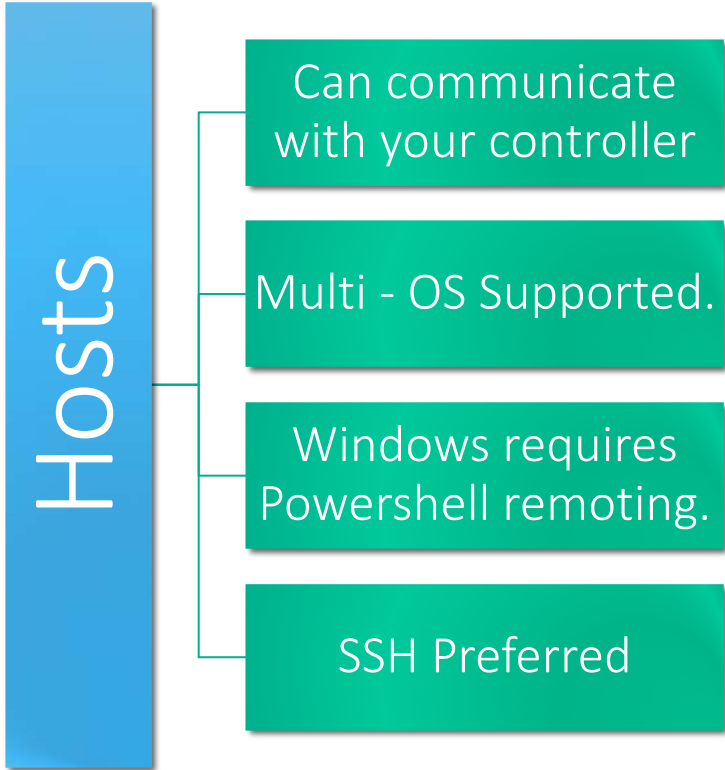 Hosts
Can communicate
with your controller
Multi - OS Supported.
Windows requires
Powershell remoting.
SSH Preferred